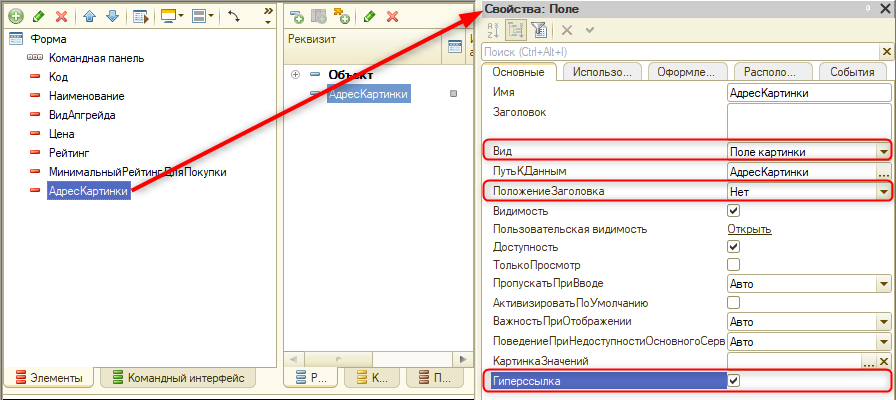 Форма
Командная панель
Код
Наименование
ВидАпгрейда
Цена
Рейтинг
МинимальныйРейтингДляПокупки
АдресКартинки
Элементы
Командный интерфейс
Реквизит
Объект
АдресКартинки
Р...
К...
П...
Свойства: Поле
Поиск (Ctrl+Alt+I)
Основные
Использо...
Оформле...
Располо...
События
Имя АдресКартинки
Заголовок
Вид Поле картинки
ПутьКДанным АдресКартинки ...
ПоложениеЗаголовка Нет
Видимость
Пользовательская видимость Открыть
Доступность
ТолькоПросмотр
ПропускатьПриВводе Авто
АктивизироватьПоУмолчанию
ВажностьПриОтображении Авто
ПоведениеПриНедоступностиОсновногоСерв Авто
КартинкаЗначений ...
Гиперссылка